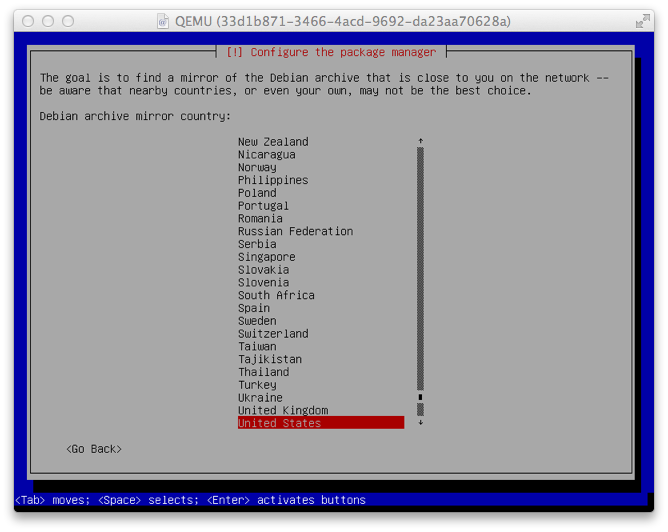 QEMU (33d1b871-3466-4acd-9692-da23aa70628a)
[!] Configure the package manager
The goal is to find a mirror of the Debian archive that is close to you on the network --
be aware that nearby countries, or even your own, may not be the best choice.
Debian archive mirror country:
New Zealand
Nicaragua
Norway
Philippines
Poland
Portugal
Romania
Russian Federation
Serbia
Singapore
Slovakia
Slovenia
South Africa
Spain
Sweden
Switzerland
Taiwan
Tajikistan
Thailand
Turkey
Ukraine
United Kingdom
United States
<Go Back>
<Tab> moves; <Space> selects; <Enter> activates buttons